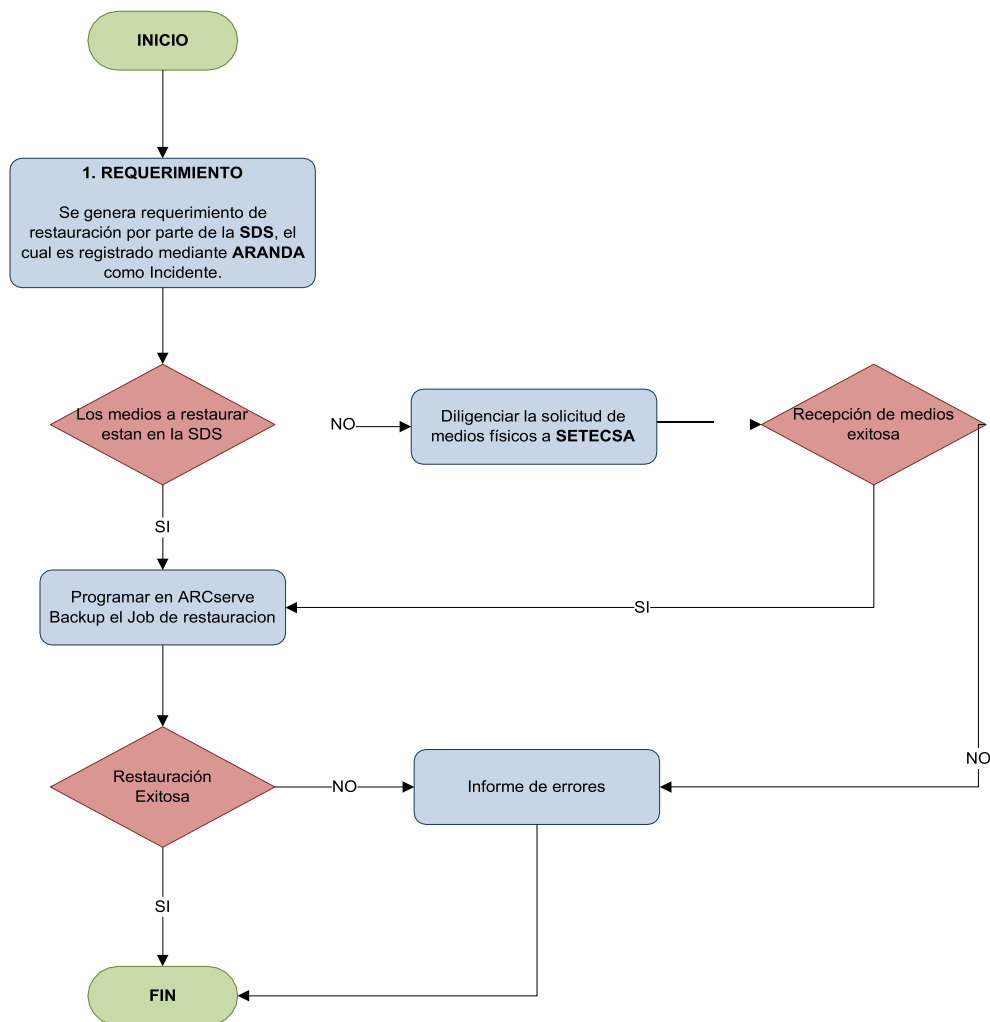 INICIO
1. REQUERIMIENTO
Se genera requerimiento de
restauración por parte de la SDS, el
cual es registrado mediante ARANDA
como Incidente.
Los medios a restaurar
estan en la SDS
NO
Diligenciar la solicitud de
medios físicos a SETECSA
Recepción de medios
exitosa
SI
Programar en ARCserve
Backup el Job de restauracion
SI
Restauración
Exitosa
NO
Informe de errores
NO
SI
FIN